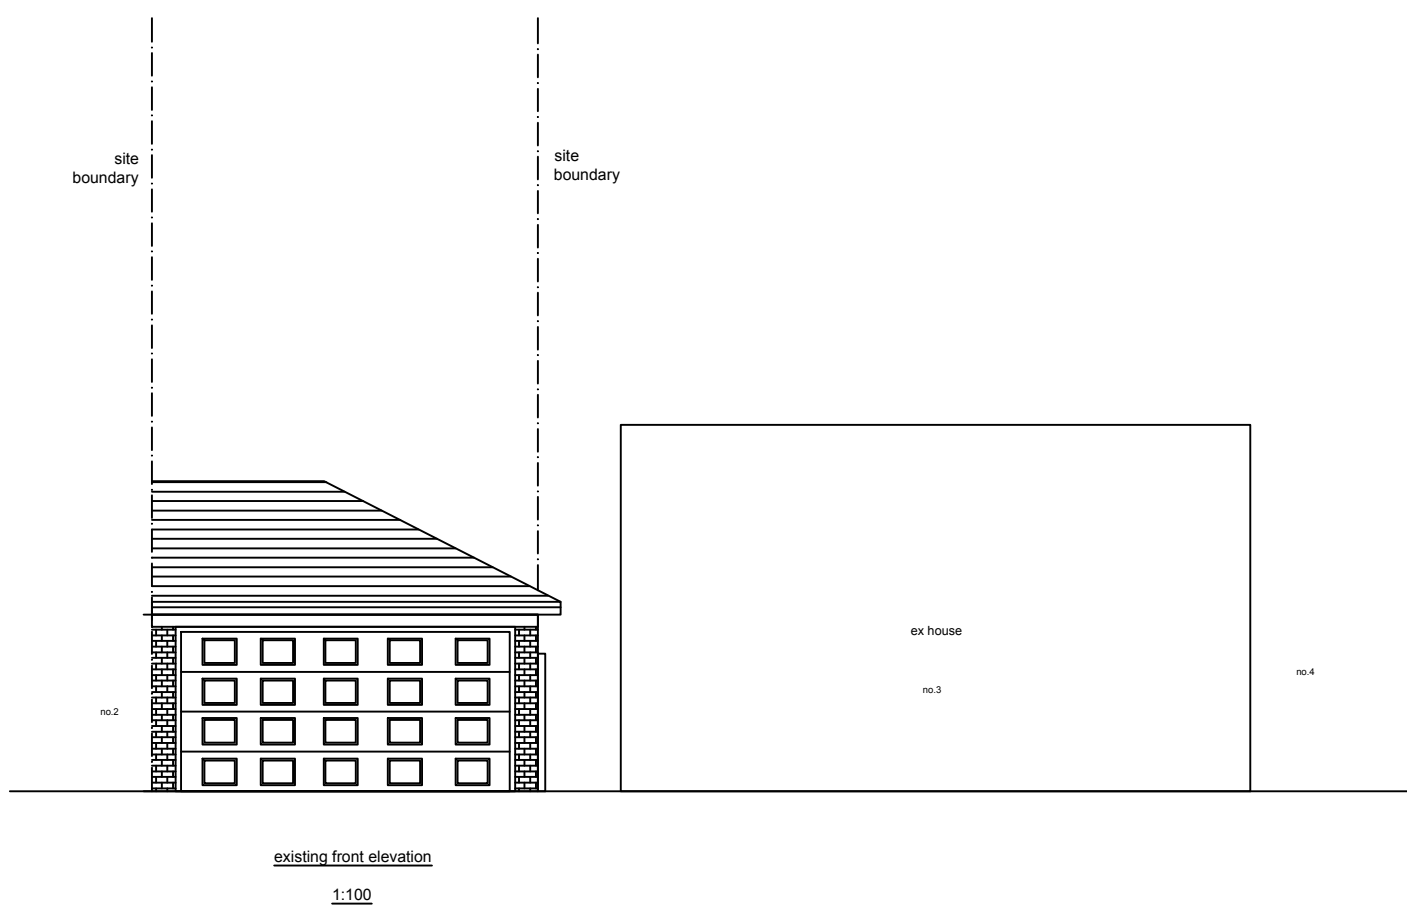 site
boundary
site
boundary
ex house
no.3
no.4
no.2
existing front elevation
1:100